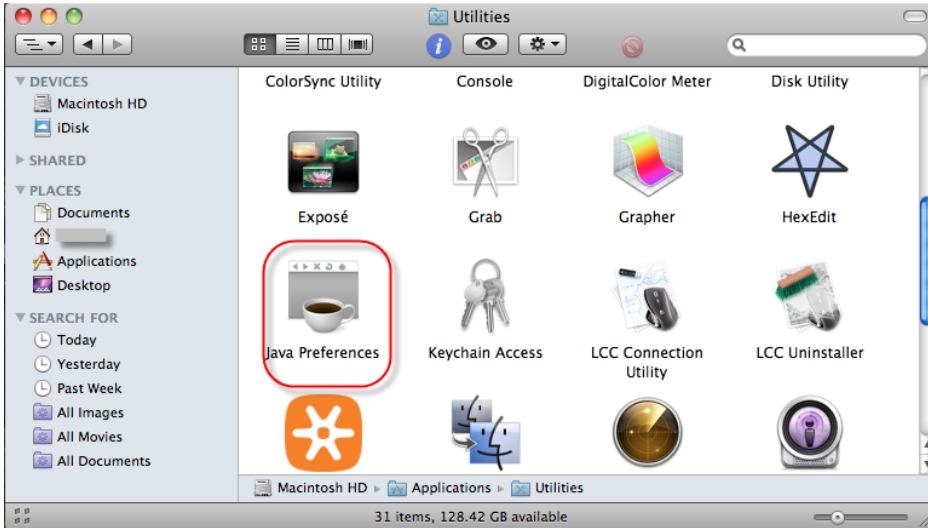 Utilities
DEVICES
Macintosh HD
iDisk
SHARED
PLACES
Documents
Applications
Desktop
SEARCH FOR
Today
Yesterday
Past Week
All Images
All Movies
All Documents
ColorSync Utility
Console
DigitalColor Meter
Disk Utility
Exposé
Grab
Grapher
HexEdit
Java Preferences
Keychain Access
LCC Connection
Utility
LCC Uninstaller
Macintosh HD
Applications
Utilities
31 items, 128.42 GB available